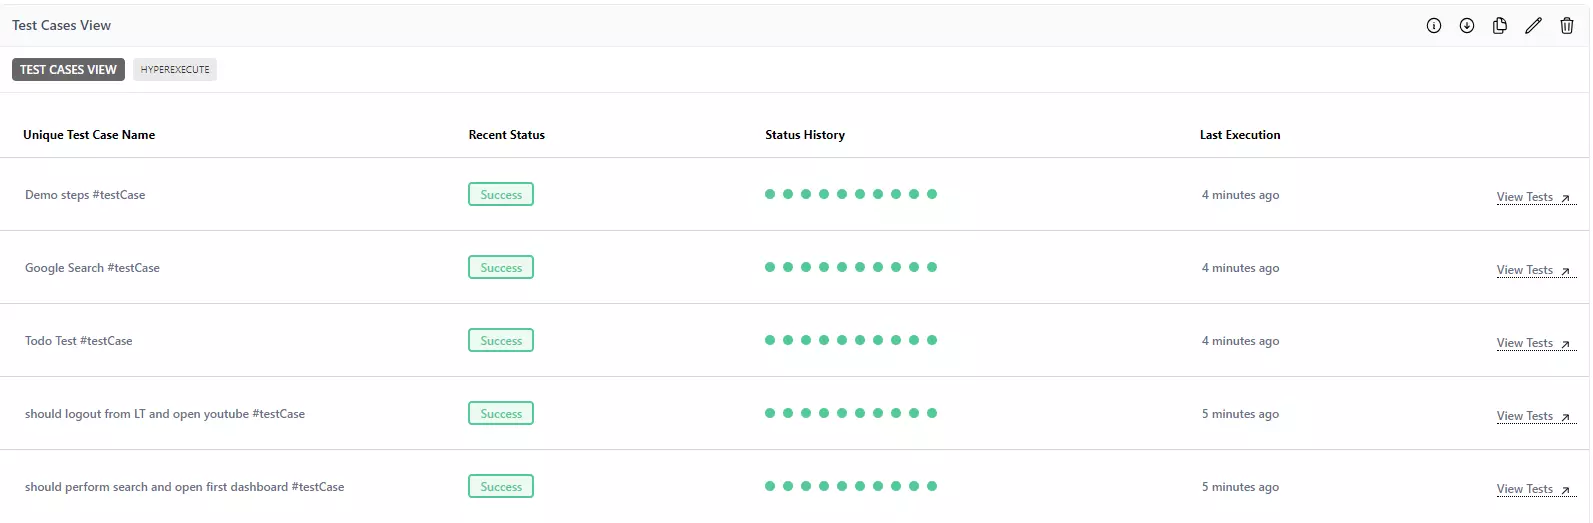 Test Cases View
TEST CASES VIEW HYPEREXECUTE
Unique Test Case Name Recent Status Status History Last Execution
Demo steps #testCase Success 4 minutes ago View Tests
Google Search #testCase Success 4 minutes ago View Tests
Todo Test #testCase Success 4 minutes ago View Tests
should logout from LT and open youtube #testCase Success 5 minutes ago View Tests
should perform search and open first dashboard #testCase Success 5 minutes ago View Tests